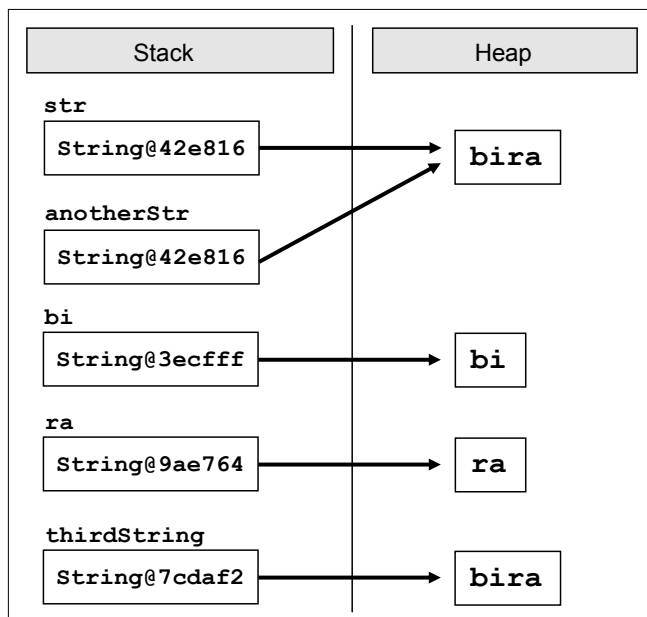 Stack Heap
str
String@42e816 bira
anotherStr
String@42e816
bi
String@3ecfff bi
ra
String@9ae764 ra
thirdString
String@7cdaf2 bira